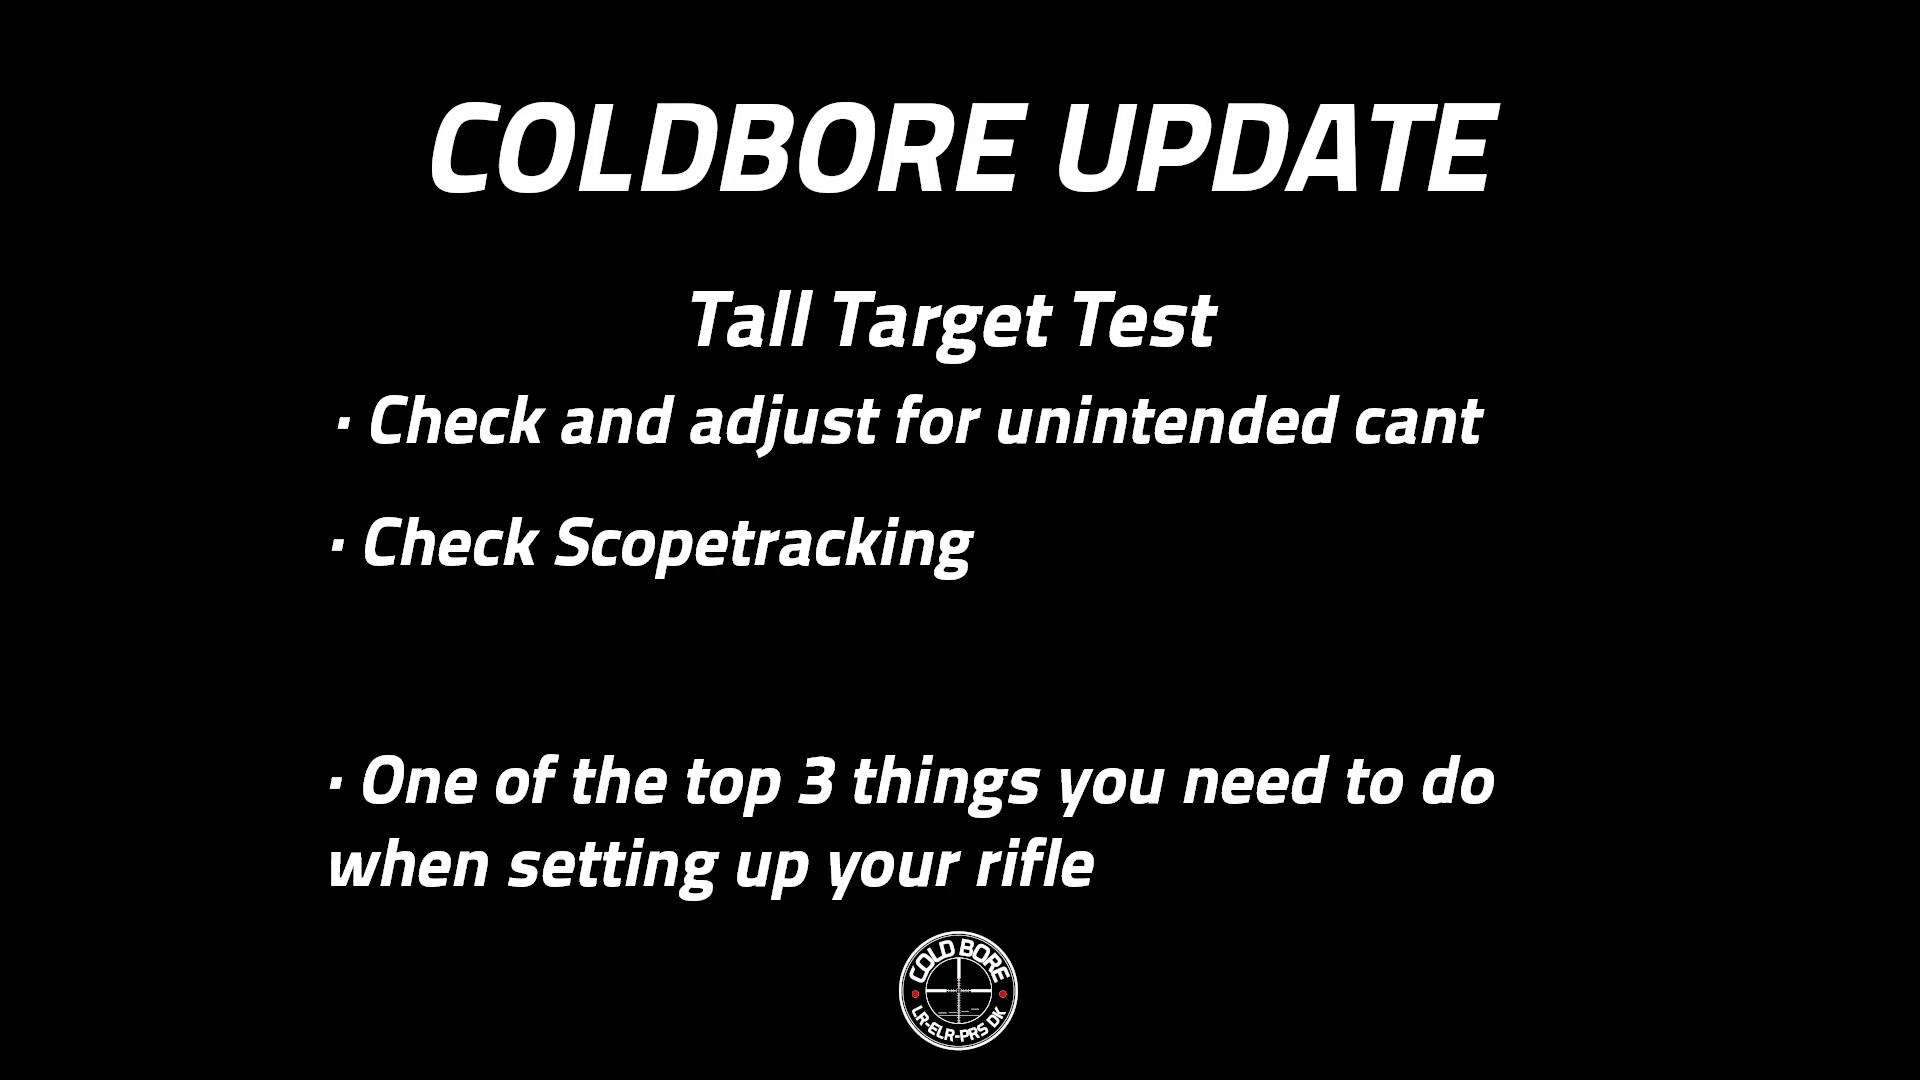 COLDBORE UPDATE
Tall Target Test
· Check and adjust for unintended cant
· Check Scopetracking
· One of the top 3 things you need to do
when setting up your rifle
COLD BORE
LR-ELR-PRS DK